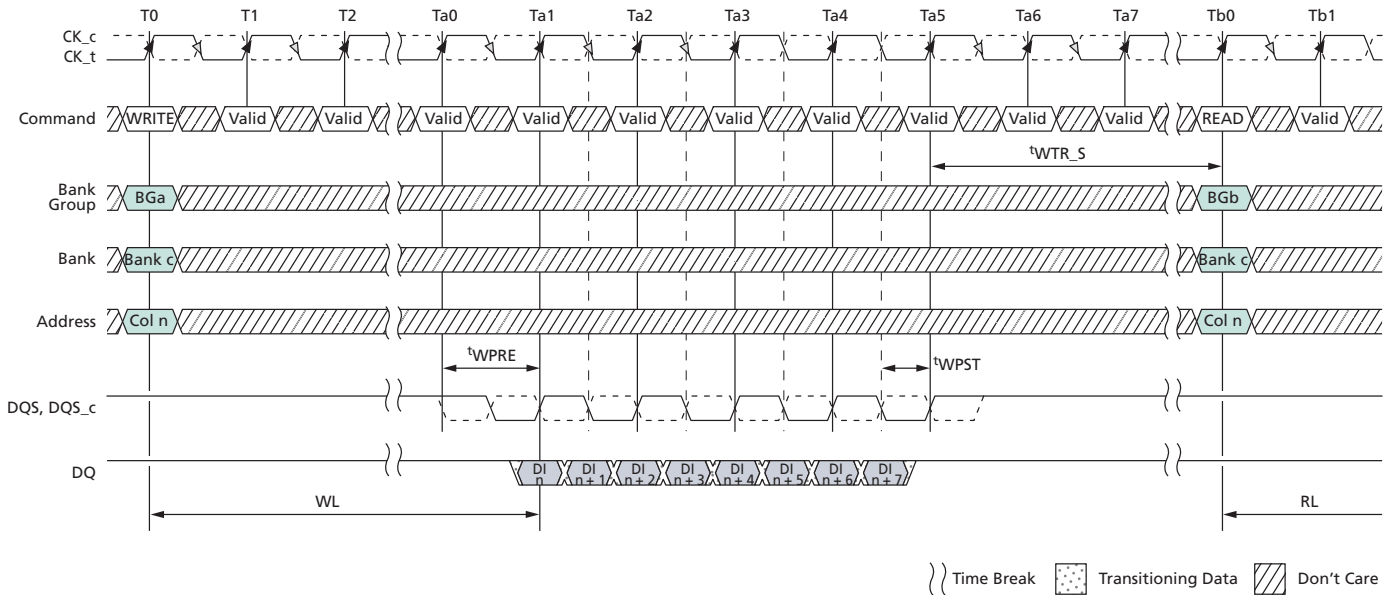 T0 T1 T2 Ta0 Ta1 Ta2 Ta3 Ta4 Ta5 Ta6 Ta7 Tb0 Tb1
CK_c
CK_t
Command WRITE Valid Valid Valid Valid Valid Valid Valid Valid Valid Valid READ Valid
tWTR_S
Bank
Group BGa BGb
Bank Bank c Bank c
Address Col n Col n
tWPRE tWPST
DQS, DQS_c
DQ DI n DI n + 1 DI n + 2 DI n + 3 DI n + 4 DI n + 5 DI n + 6 DI n + 7
WL RL
Time Break Transitioning Data Don't Care